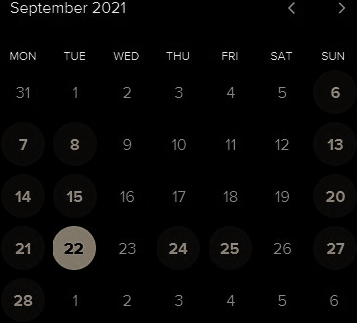 September 2021 < >
MON TUE WED THU FRI SAT SUN
31 1 2 3 4 5 6
7 8 9 10 11 12 13
14 15 16 17 18 19 20
21 22 23 24 25 26 27
28 1 2 3 4 5 6